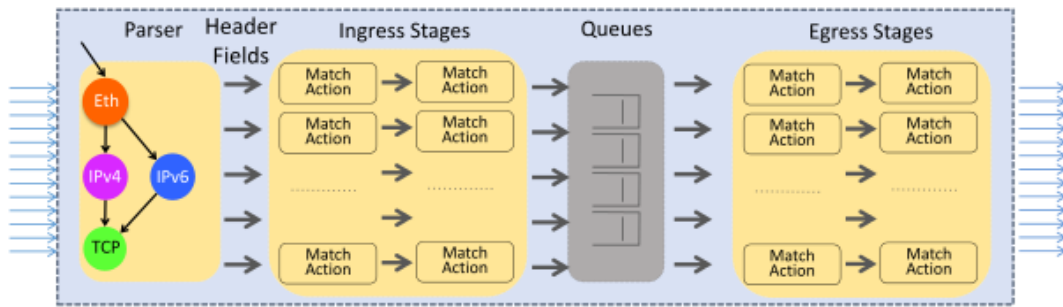 Parser
Header
Fields
Ingress Stages
Queues
Egress Stages
Eth
IPv4
IPv6
TCP
Match
Action
Match
Action
Match
Action
Match
Action
..............
..............
Match
Action
Match
Action
Match
Action
Match
Action
Match
Action
Match
Action
..............
..............
Match
Action
Match
Action